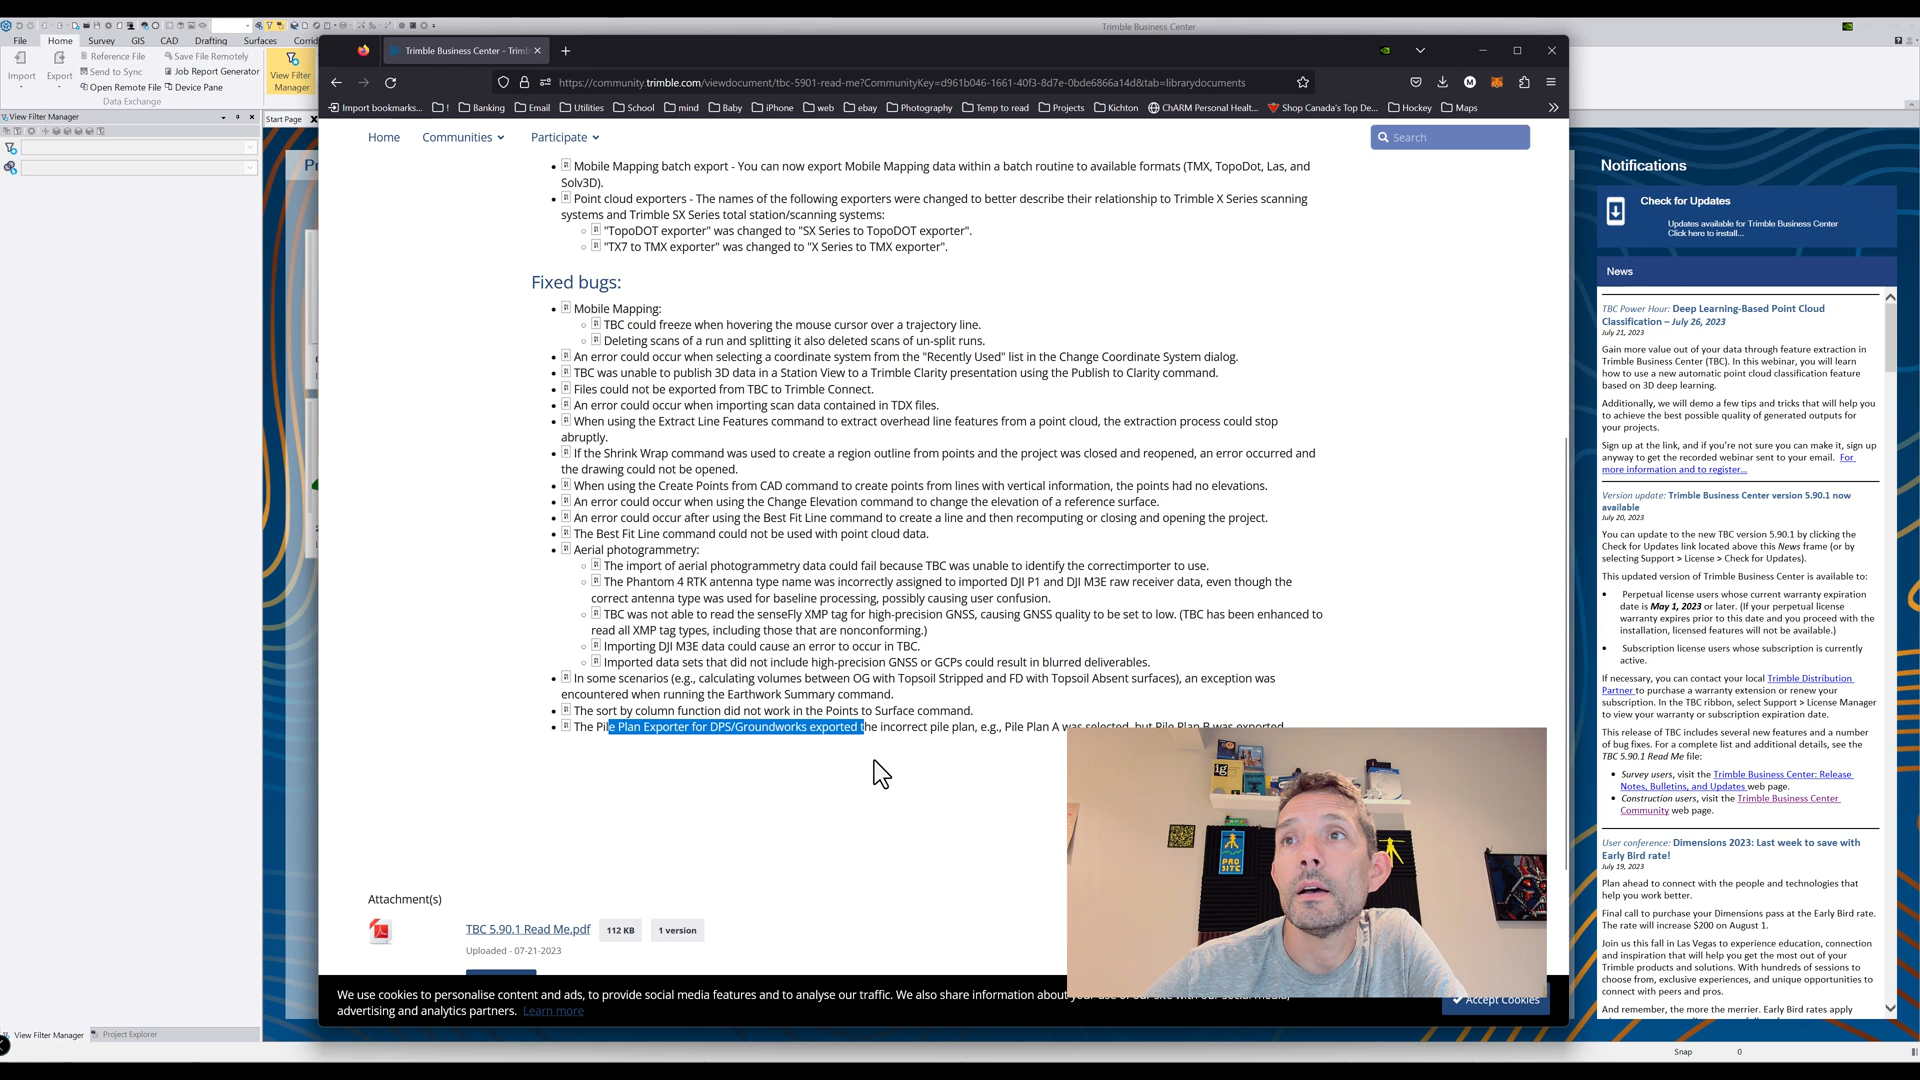 Trimble Business Center
File Home Survey GIS CAD Drafting Surfaces Corrid
Import
Export
Reference File
Send to Sync
Open Remote File
Save File Remotely
Job Report Generator
Device Pane
Data Exchange
View Filter
Manager
View Filter Manager
Start Page
Trimble Business Center - Trimb
https://community.trimble.com/viewdocument/tbc-5901-read-me?CommunityKey=d961b046-1661-40f3-8d7e-0bde6866a14d&tab=librarydocuments
Import bookmarks... ! Banking Email Utilities School mind Baby iPhone web ebay Photography Temp to read Projects Kichton ChARM Personal Healt... Shop Canada's Top De... Hockey Maps
Home Communities Participate Search
Mobile Mapping batch export - You can now export Mobile Mapping data within a batch routine to available formats (TMX, TopoDot, Las, and
Solv3D).
Point cloud exporters - The names of the following exporters were changed to better describe their relationship to Trimble X Series scanning
systems and Trimble SX Series total station/scanning systems:
"TopoDOT exporter" was changed to "SX Series to TopoDOT exporter".
"TX7 to TMX exporter" was changed to "X Series to TMX exporter".
Fixed bugs:
Mobile Mapping:
TBC could freeze when hovering the mouse cursor over a trajectory line.
Deleting scans of a run and splitting it also deleted scans of un-split runs.
An error could occur when selecting a coordinate system from the "Recently Used" list in the Change Coordinate System dialog.
TBC was unable to publish 3D data in a Station View to a Trimble Clarity presentation using the Publish to Clarity command.
Files could not be exported from TBC to Trimble Connect.
An error could occur when importing scan data contained in TDX files.
When using the Extract Line Features command to extract overhead line features from a point cloud, the extraction process could stop
abruptly.
If the Shrink Wrap command was used to create a region outline from points and the project was closed and reopened, an error occurred and
the drawing could not be opened.
When using the Create Points from CAD command to create points from lines with vertical information, the points had no elevations.
An error could occur when using the Change Elevation command to change the elevation of a reference surface.
An error could occur after using the Best Fit Line command to create a line and then recomputing or closing and opening the project.
The Best Fit Line command could not be used with point cloud data.
Aerial photogrammetry:
The import of aerial photogrammetry data could fail because TBC was unable to identify the correctimporter to use.
The Phantom 4 RTK antenna type name was incorrectly assigned to imported DJI P1 and DJI M3E raw receiver data, even though the
correct antenna type was used for baseline processing, possibly causing user confusion.
TBC was not able to read the senseFly XMP tag for high-precision GNSS, causing GNSS quality to be set to low. (TBC has been enhanced to
read all XMP tag types, including those that are nonconforming.)
Importing DJI M3E data could cause an error to occur in TBC.
Imported data sets that did not include high-precision GNSS or GCPs could result in blurred deliverables.
In some scenarios (e.g., calculating volumes between OG with Topsoil Stripped and FD with Topsoil Absent surfaces), an exception was
encountered when running the Earthwork Summary command.
The sort by column function did not work in the Points to Surface command.
The Pile Plan Exporter for DPS/Groundworks exported the incorrect pile plan, e.g., Pile Plan A was selected, but Pile Plan B was exported
Attachment(s)
TBC 5.90.1 Read Me.pdf 112 KB 1 version
Uploaded - 07-21-2023
We use cookies to personalise content and ads, to provide social media features and to analyse our traffic. We also share information about
advertising and analytics partners. Learn more
Accept Cookies
PRO
SITE
Notifications
Check for Updates
Updates available for Trimble Business Center
Click here to install...
News
TBC Power Hour: Deep Learning-Based Point Cloud
Classification – July 26, 2023
July 21, 2023
Gain more value out of your data through feature extraction in
Trimble Business Center (TBC). In this webinar, you will learn
how to use a new automatic point cloud classification feature
based on 3D deep learning.
Additionally, we will demo a few tips and tricks that will help you
to achieve the best possible quality of generated outputs for
your projects.
Sign up at the link, and if you're not sure you can make it, sign up
anyway to get the recorded webinar sent to your email. For
more information and to register...
Version update: Trimble Business Center version 5.90.1 now
available
July 20, 2023
You can update to the new TBC version 5.90.1 by clicking the
Check for Updates link located above this News frame (or by
selecting Support > License > Check for Updates).
This updated version of Trimble Business Center is available to:
Perpetual license users whose current warranty expiration
date is May 1, 2023 or later. (If your perpetual license
warranty expires prior to this date and you proceed with the
installation, licensed features will not be available.)
Subscription license users whose subscription is currently
active.
If necessary, you can contact your local Trimble Distribution
Partner to purchase a warranty extension or renew your
subscription. In the TBC ribbon, select Support > License Manager
to view your warranty or subscription expiration date.
This release of TBC includes several new features and a number
of bug fixes. For a complete list and additional details, see the
TBC 5.90.1 Read Me file:
Survey users, visit the Trimble Business Center: Release
Notes, Bulletins, and Updates web page.
Construction users, visit the Trimble Business Center
Community web page.
User conference: Dimensions 2023: Last week to save with
Early Bird rate!
July 19, 2023
Plan ahead to connect with the people and technologies that
help you work better.
Final call to purchase your Dimensions pass at the Early Bird rate.
The rate will increase $200 on August 1.
Join us this fall in Las Vegas to experience education, connection
and inspiration that will help you get the most out of your
Trimble products and solutions. With hundreds of sessions to
choose from, exclusive experiences, and unique opportunities to
connect with peers and pros.
And remember, the more the merrier. Early Bird rates apply
View Filter Manager Project Explorer
Snap 0